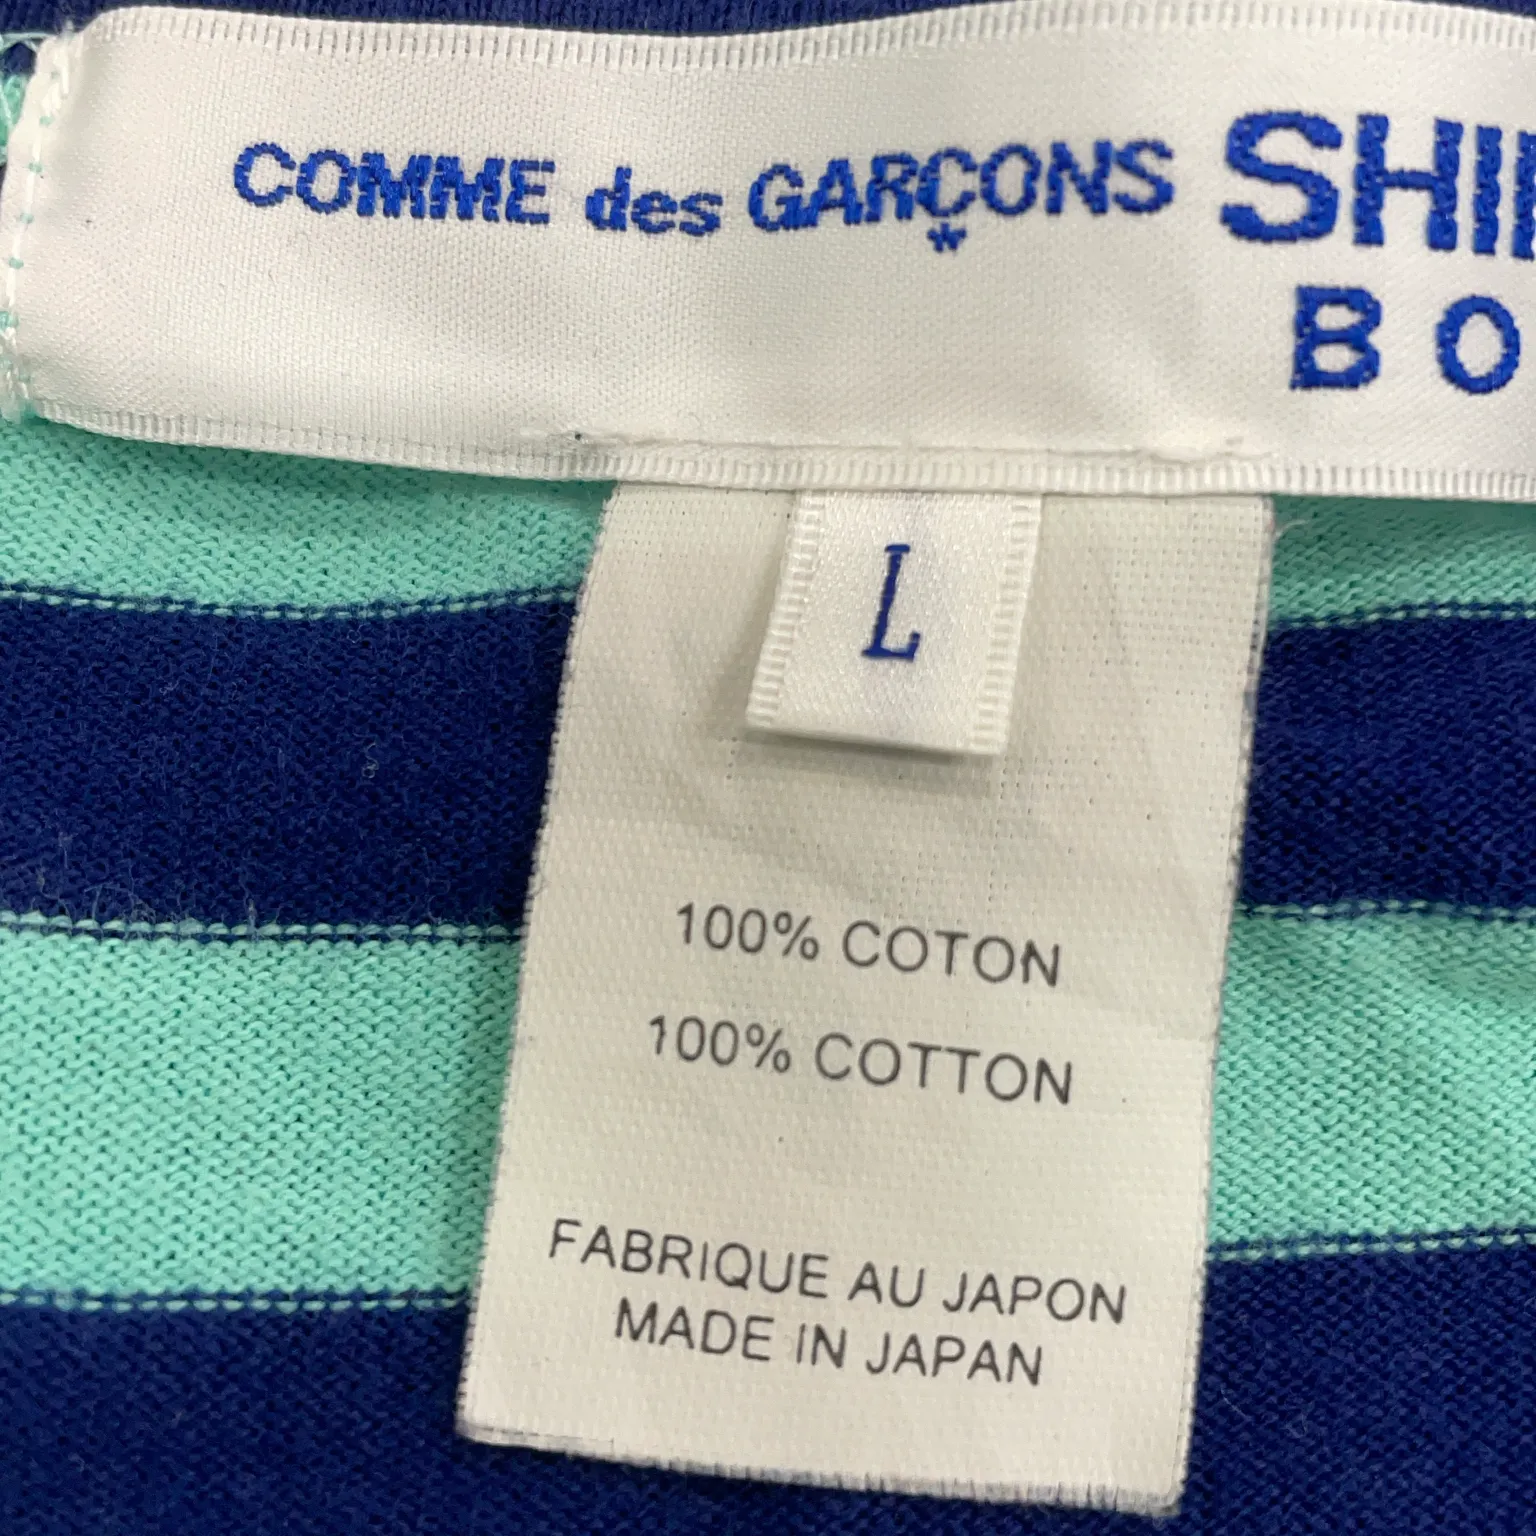 COMME des GARÇONS SHI
BO
L
100% COTON
100% COTTON
FABRIQUE AU JAPON
MADE IN JAPAN